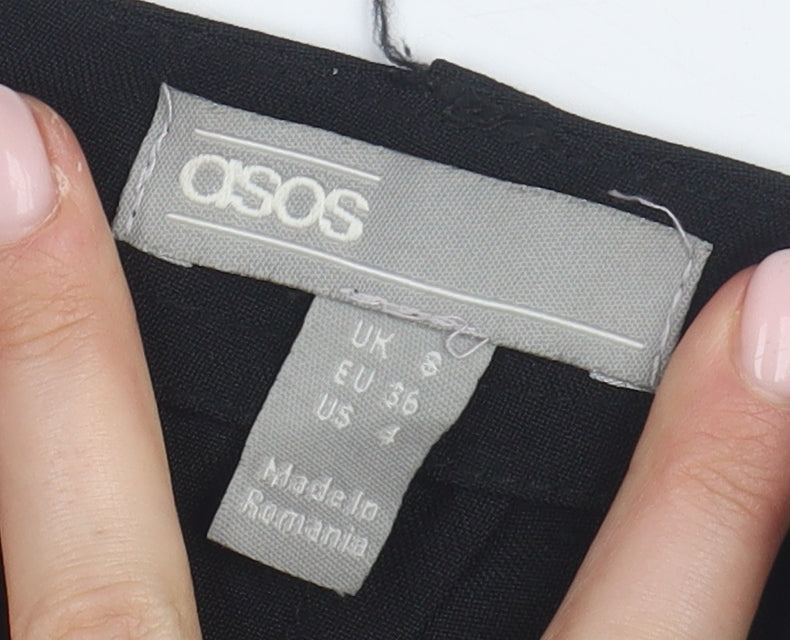 asos
UK 8
EU 36
US 4
Made In
Romania